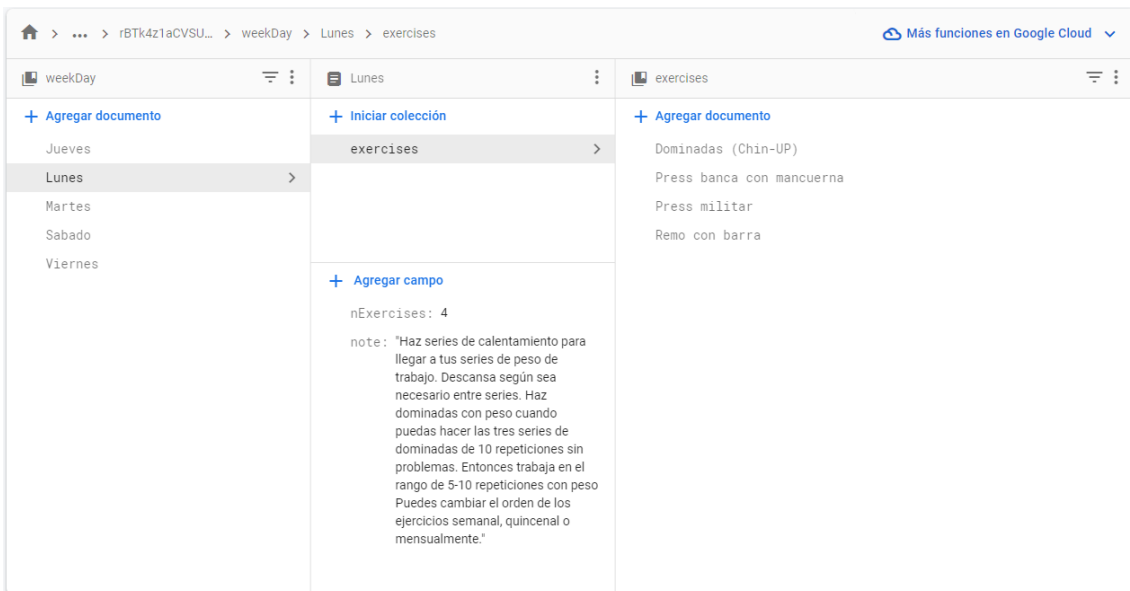 ... rBTk4z1aCVSU... weekDay Lunes exercises
Más funciones en Google Cloud
weekDay
Agregar documento
Jueves
Lunes
Martes
Sabado
Viernes
Lunes
Iniciar colección
exercises
Agregar campo
nExercises: 4
note: "Haz series de calentamiento para
llegar a tus series de peso de
trabajo. Descansa según sea
necesario entre series. Haz
dominadas con peso cuando
puedas hacer las tres series de
dominadas de 10 repeticiones sin
problemas. Entonces trabaja en el
rango de 5-10 repeticiones con peso
Puedes cambiar el orden de los
ejercicios semanal, quincenal o
mensualmente."
exercises
Agregar documento
Dominadas (Chin-UP)
Press banca con mancuerna
Press militar
Remo con barra